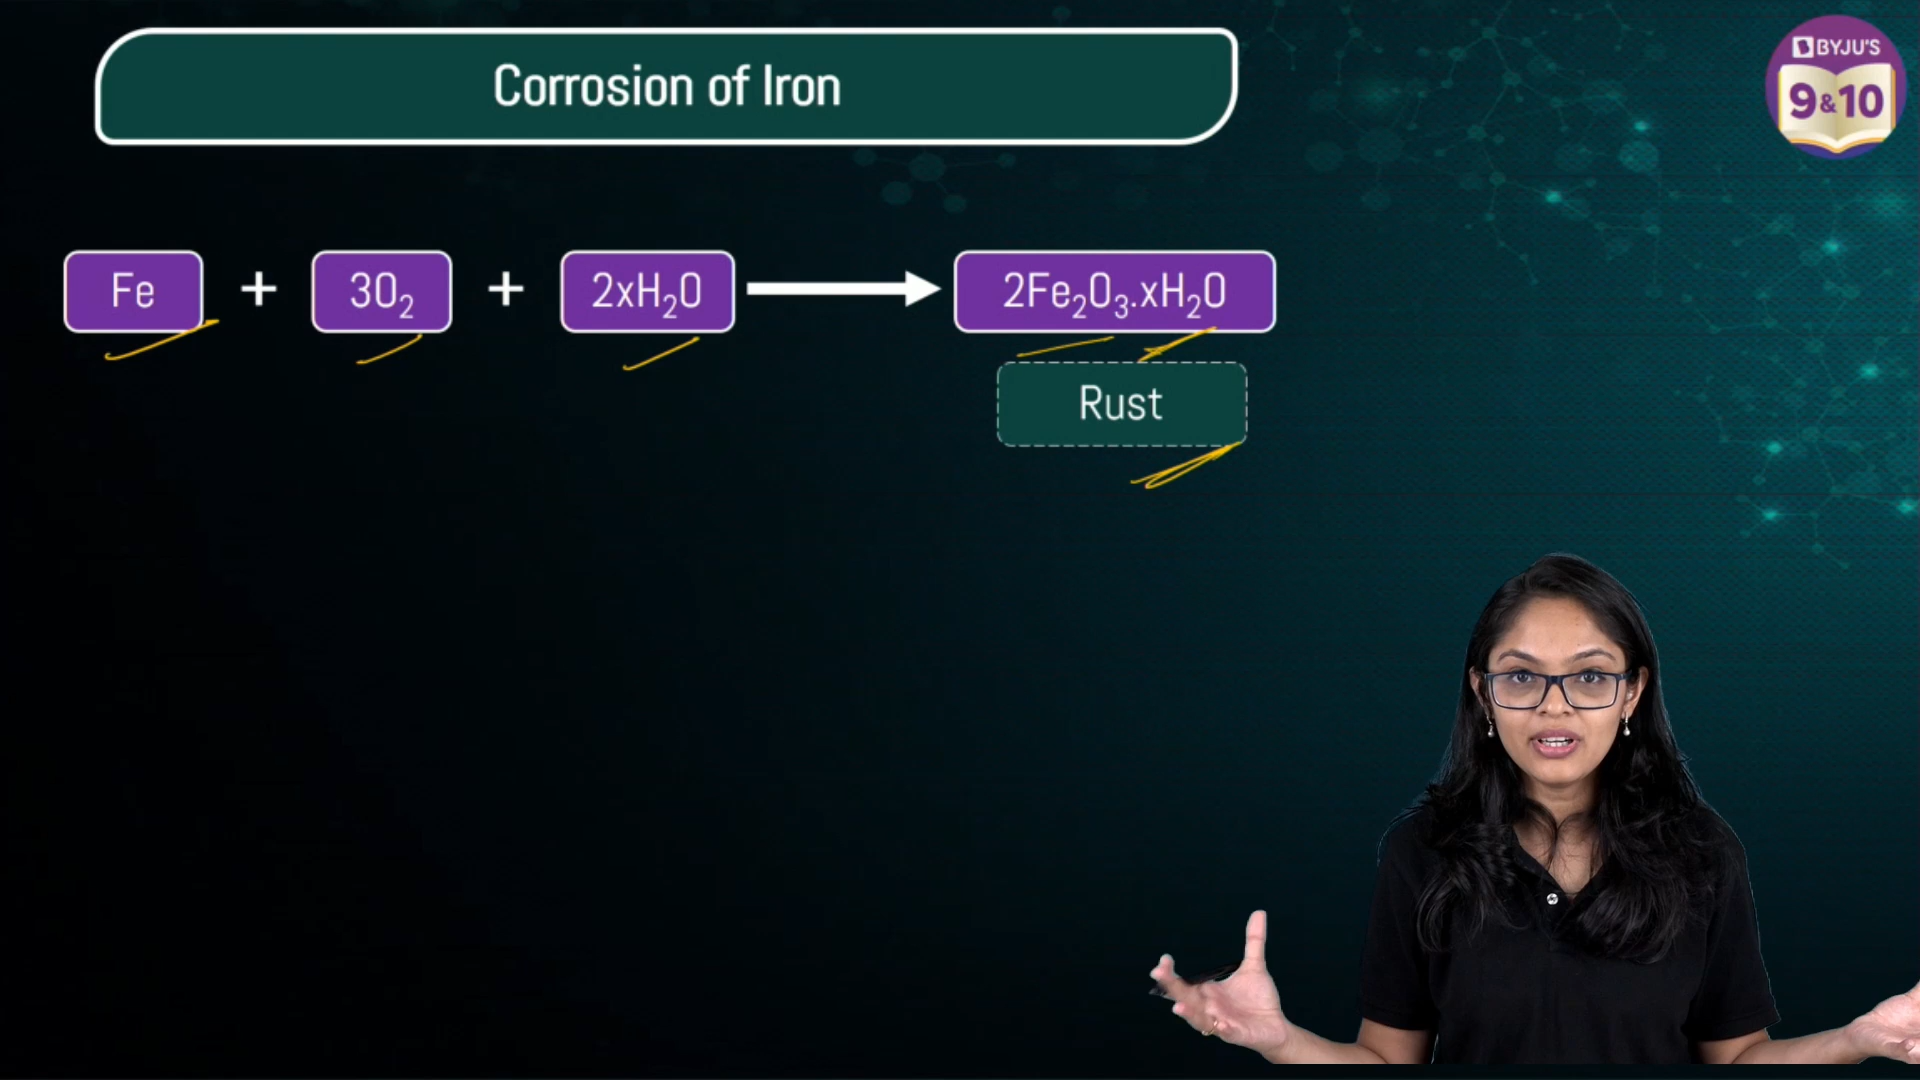 Corrosion of Iron
BYJU'S
9&10
Fe + 3O₂ + 2xH₂O ⟶ 2Fe₂O₃.xH₂O
Rust